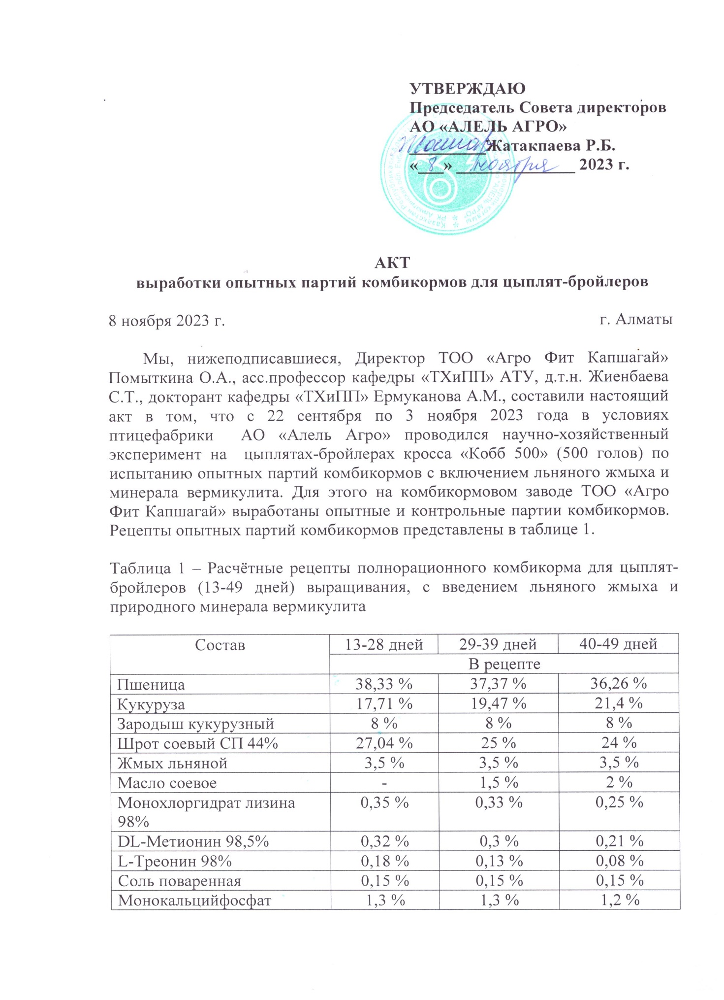 УТВЕРЖДАЮ
Председатель Совета директоров
АО «АЛЕЛЬ АГРО»
Жатакпаева Р.Б.
«8» ноября 2023 г.
АКТ
выработки опытных партий комбикормов для цыплят-бройлеров
8 ноября 2023 г. г. Алматы
Мы, нижеподписавшиеся, Директор ТОО «Агро Фит Капшагай»
Помыткина О.А., асс.профессор кафедры «ТХиПП» АТУ, д.т.н. Жиенбаева
С.Т., докторант кафедры «ТХиПП» Ермуканова А.М., составили настоящий
акт в том, что с 22 сентября по 3 ноября 2023 года в условиях
птицефабрики АО «Алель Агро» проводился научно-хозяйственный
эксперимент на цыплятах-бройлерах кросса «Кобб 500» (500 голов) по
испытанию опытных партий комбикормов с включением льняного жмыха и
минерала вермикулита. Для этого на комбикормовом заводе ТОО «Агро
Фит Капшагай» выработаны опытные и контрольные партии комбикормов.
Рецепты опытных партий комбикормов представлены в таблице 1.
Таблица 1 – Расчётные рецепты полнорационного комбикорма для цыплят-
бройлеров (13-49 дней) выращивания, с введением льняного жмыха и
природного минерала вермикулита
Состав 13-28 дней 29-39 дней 40-49 дней
В рецепте
Пшеница 38,33 % 37,37 % 36,26 %
Кукуруза 17,71 % 19,47 % 21,4 %
Зародыш кукурузный 8 % 8 % 8 %
Шрот соевый СП 44% 27,04 % 25 % 24 %
Жмых льняной 3,5 % 3,5 % 3,5 %
Масло соевое - 1,5 % 2 %
Монохлоргидрат лизина 0,35 % 0,33 % 0,25 %
98%
DL-Метионин 98,5% 0,32 % 0,3 % 0,21 %
L-Треонин 98% 0,18 % 0,13 % 0,08 %
Соль поваренная 0,15 % 0,15 % 0,15 %
Монокальцийфосфат 1,3 % 1,3 % 1,2 %